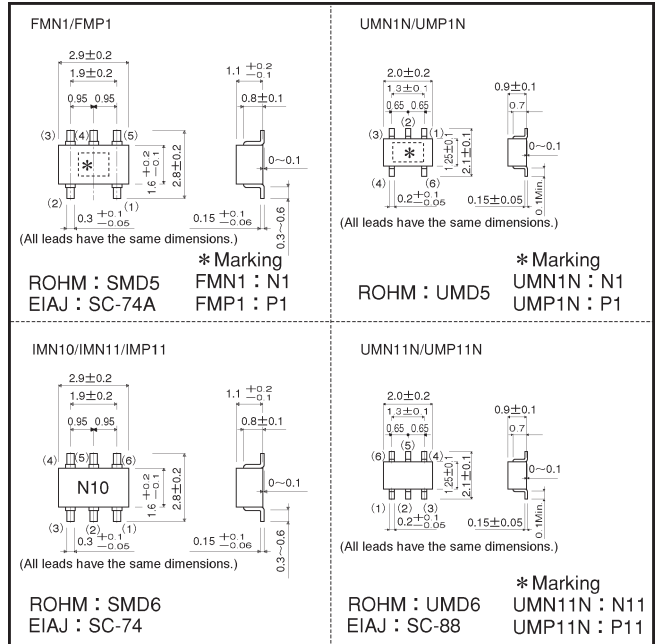 FMN1/FMP1
2.9±0.2
1.9±0.2
0.95 0.95
(3) (4) (5)
*
(2) (1)
1.6 +0.2 −0.1
2.8±0.2
0.3 +0.1 −0.05
(All leads have the same dimensions.)
1.1 +0.2 −0.1
0.8±0.1
0~0.1
0.15 +0.1 −0.06
0.3~0.6
ROHM : SMD5
EIAJ : SC-74A
*Marking
FMN1 : N1
FMP1 : P1
UMN1N/UMP1N
2.0±0.2
1.3±0.1
0.65 0.65
(2)
(3) (1)
*
(4) (6)
1.25±0.1
2.1±0.1
0.2 +0.1 −0.05
(All leads have the same dimensions.)
0.9±0.1
0.7
0~0.1
0.15±0.05
0.1Min.
ROHM : UMD5
*Marking
UMN1N : N1
UMP1N : P1
IMN10/IMN11/IMP11
2.9±0.2
1.9±0.2
0.95 0.95
(4) (5) (6)
N10
(3) (2) (1)
1.6 +0.2 −0.1
2.8±0.2
0.3 +0.1 −0.05
(All leads have the same dimensions.)
1.1 +0.2 −0.1
0.8±0.1
0~0.1
0.15 +0.1 −0.06
0.3~0.6
ROHM : SMD6
EIAJ : SC-74
UMN11N/UMP11N
2.0±0.2
1.3±0.1
0.65 0.65
(5)
(6) (4)
(1) (2) (3)
1.25±0.1
2.1±0.1
0.2 +0.1 −0.05
(All leads have the same dimensions.)
0.9±0.1
0.7
0~0.1
0.15±0.05
0.1Min.
ROHM : UMD6
EIAJ : SC-88
*Marking
UMN11N : N11
UMP11N : P11